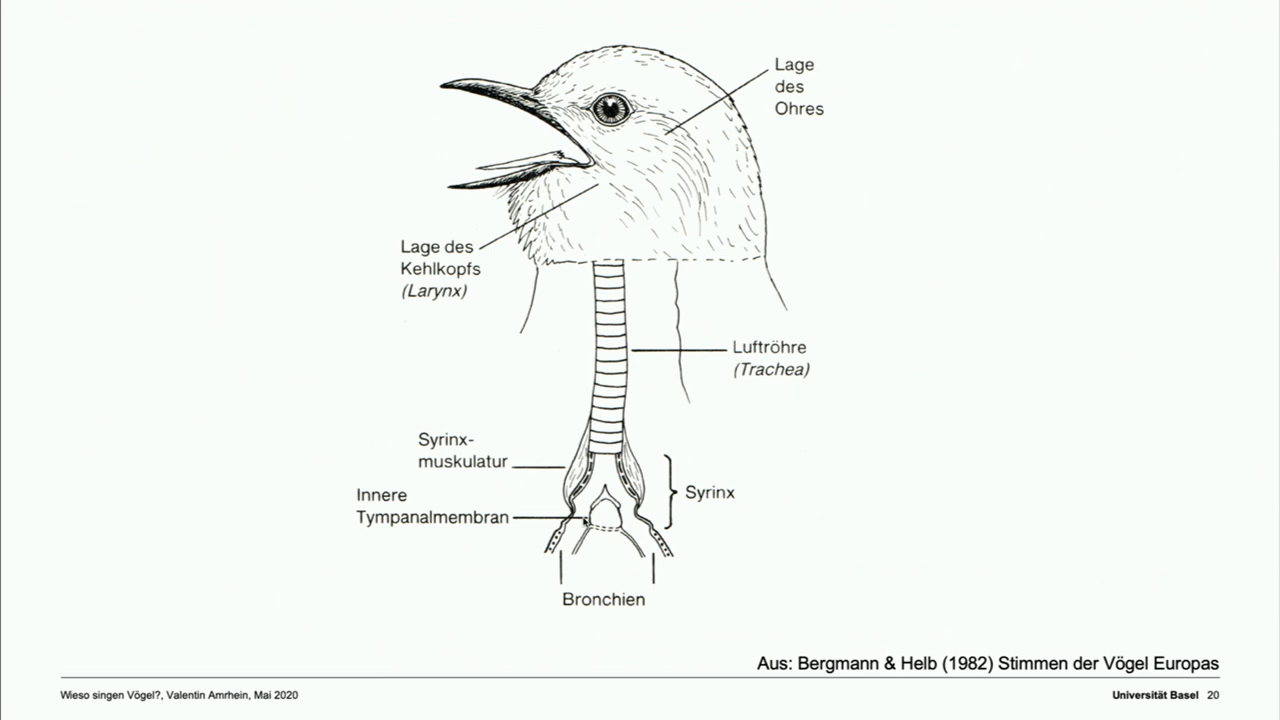 Lage
des
Ohres
Lage des
Kehlkopfs
(Larynx)
Luftröhre
(Trachea)
Syrinx-
muskulatur
Syrinx
Innere
Tympanalmembran
Bronchien
Aus: Bergmann & Helb (1982) Stimmen der Vögel Europas
Wieso singen Vögel?, Valentin Amrhein, Mai 2020
Universität Basel 20